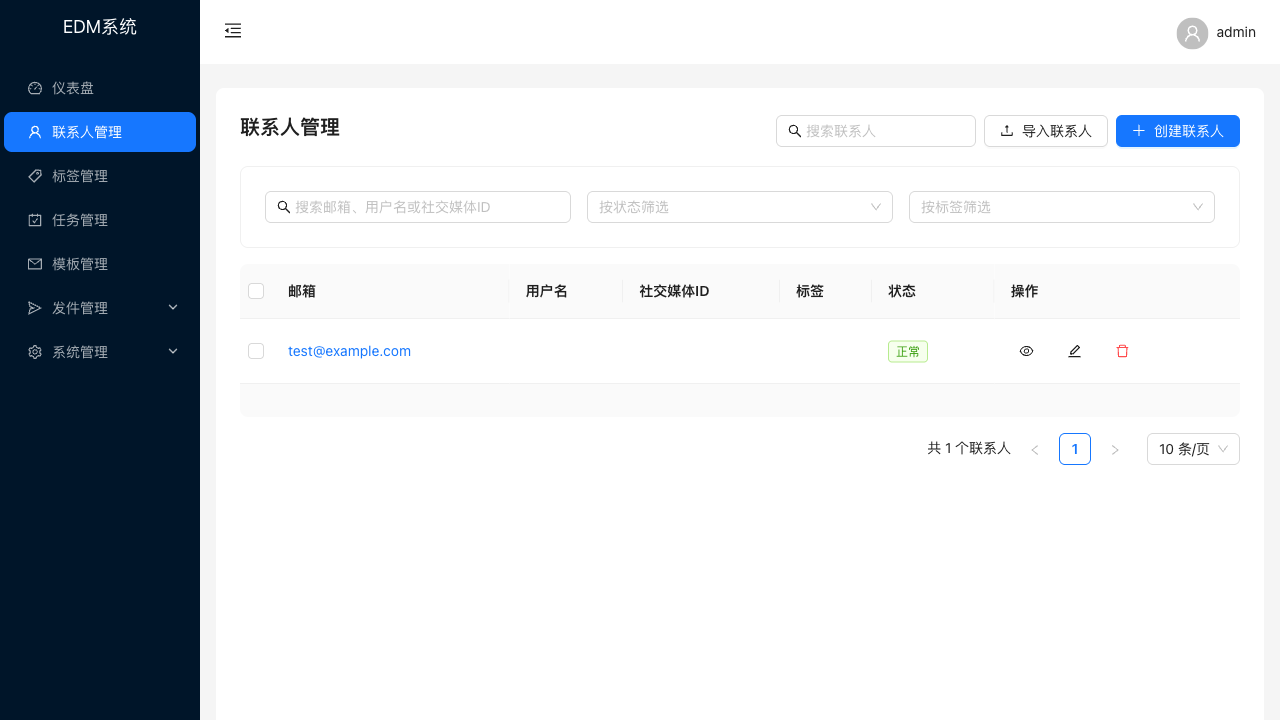 EDM系统
仪表盘
联系人管理
标签管理
任务管理
模板管理
发件管理
系统管理
admin
联系人管理
搜索联系人
导入联系人
创建联系人
搜索邮箱、用户名或社交媒体ID
按状态筛选
按标签筛选
邮箱 用户名 社交媒体ID 标签 状态 操作
test@example.com 正常
共 1 个联系人 1 10 条/页